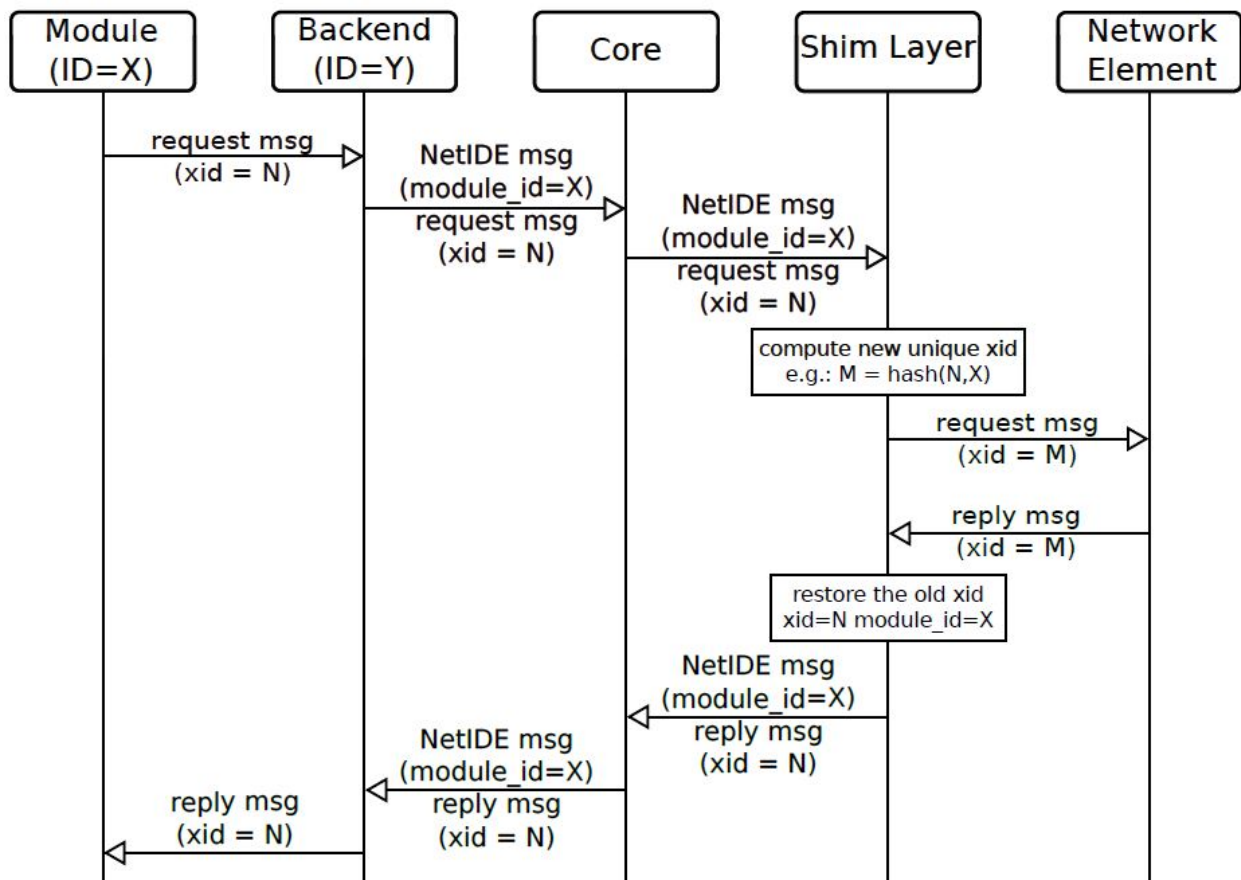 Module
(ID=X)
Backend
(ID=Y)
Core
Shim Layer
Network
Element
request msg
(xid = N)
NetIDE msg
(module_id=X)
request msg
(xid = N)
NetIDE msg
(module_id=X)
request msg
(xid = N)
compute new unique xid
e.g.: M = hash(N,X)
request msg
(xid = M)
reply msg
(xid = M)
restore the old xid
xid=N module_id=X
NetIDE msg
(module_id=X)
reply msg
(xid = N)
NetIDE msg
(module_id=X)
reply msg
(xid = N)
reply msg
(xid = N)